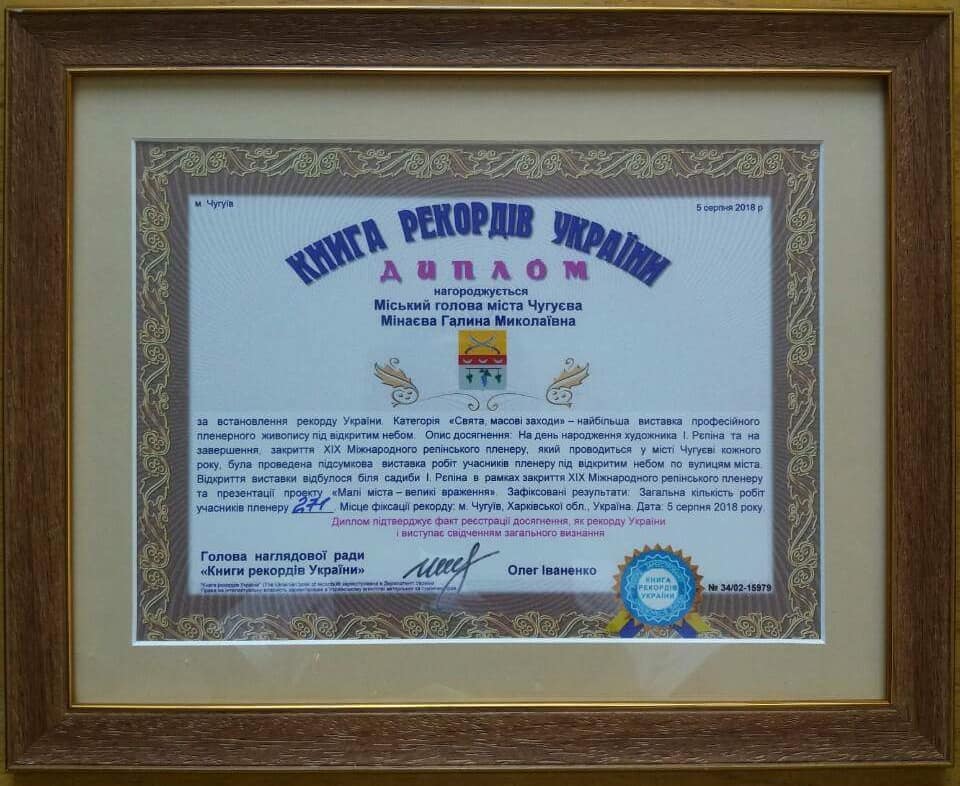 м. Чугуїв
5 серпня 2018 р
КНИГА РЕКОРДІВ УКРАЇНИ
ДИПЛОМ
нагороджується
Міський голова міста Чугуєва
Мінаєва Галина Миколаївна
за встановлення рекорду України. Категорія «Свята, масові заходи» – найбільша виставка професійного
пленерного живопису під відкритим небом. Опис досягнення: На день народження художника І. Рєпіна та на
завершення, закриття XIX Міжнародного репінського пленеру, який проводиться у місті Чугуєві кожного
року, була проведена підсумкова виставка робіт учасників пленеру під відкритим небом по вулицям міста.
Відкриття виставки відбулося біля садиби І. Рєпіна в рамках закриття XIX Міжнародного репінського пленеру
та презентації проекту «Малі міста – великі враження». Зафіксовані результати: Загальна кількість робіт
учасників пленеру 271. Місце фіксації рекорду: м. Чугуїв, Харківської обл., Україна. Дата: 5 серпня 2018 року.
Диплом підтверджує факт реєстрації досягнення, як рекорду України
і виступає свідченням загального визнання
Голова наглядової ради
«Книги рекордів України»
Олег Іваненко
КНИГА
РЕКОРДІВ
УКРАЇНИ
№ 34/02-15979